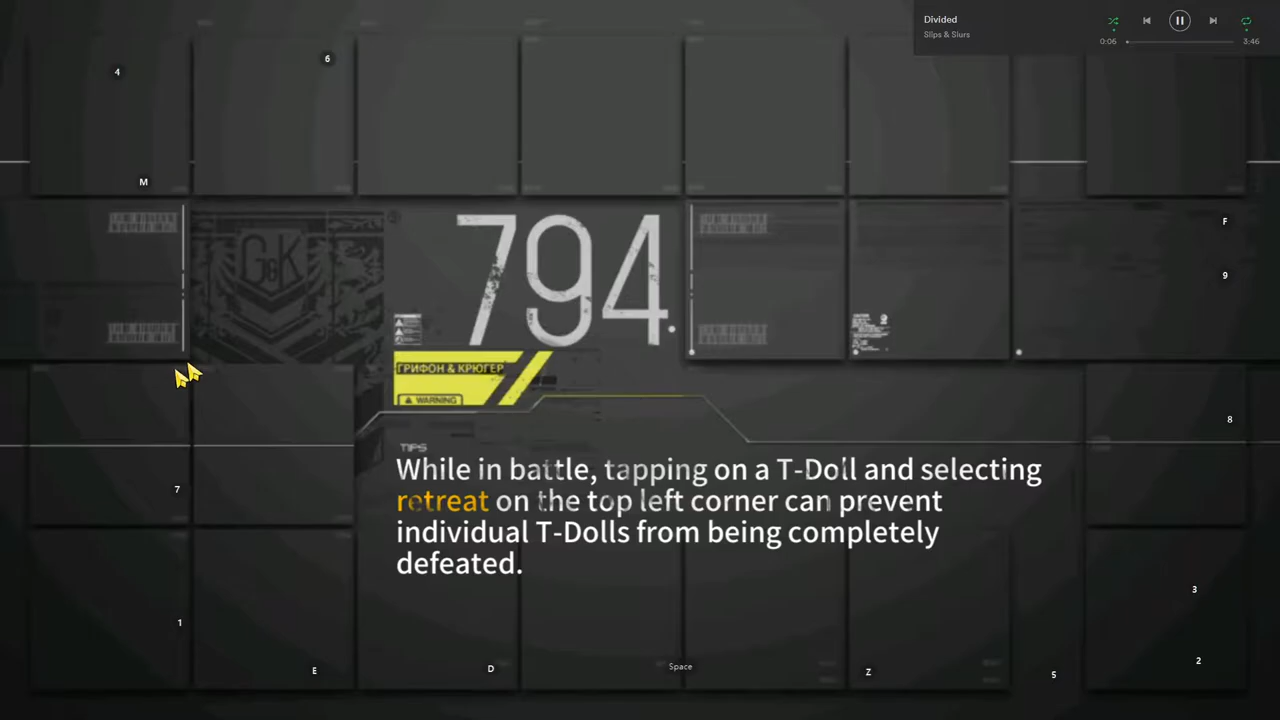 Divided
Slips & Slurs
0:06
3:46
4
6
M
G&K
794.
F
9
ГРИФОН & КРЮГЕР
WARNING
8
TIPS
While in battle, tapping on a T-Doll and selecting
retreat on the top left corner can prevent
individual T-Dolls from being completely
defeated.
7
3
1
E
D
Space
Z
5
2